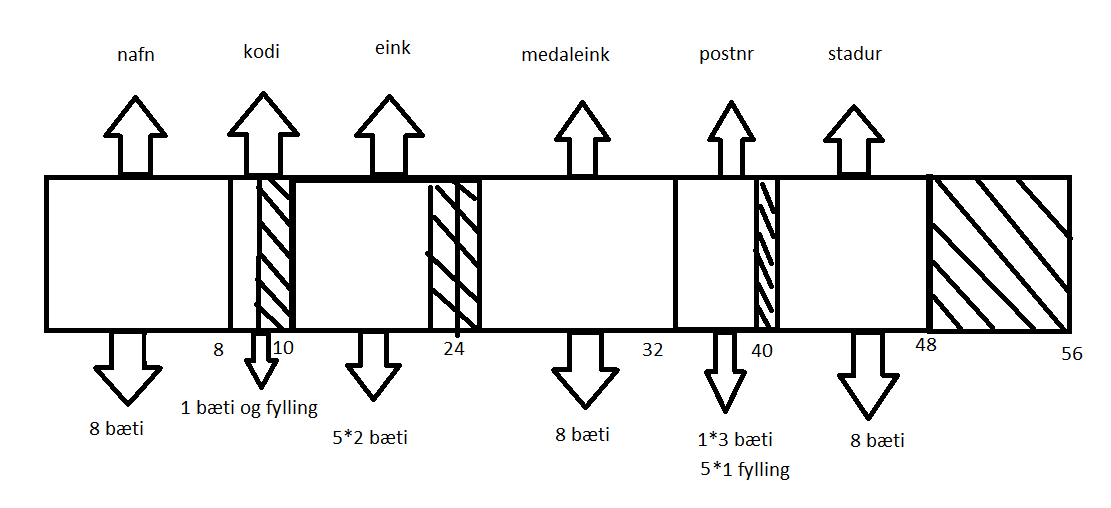 nafn
kodi
eink
medaleink
postnr
stadur
8
10
24
32
40
48
56
8 bæti
1 bæti og fylling
5*2 bæti
8 bæti
1*3 bæti
5*1 fylling
8 bæti